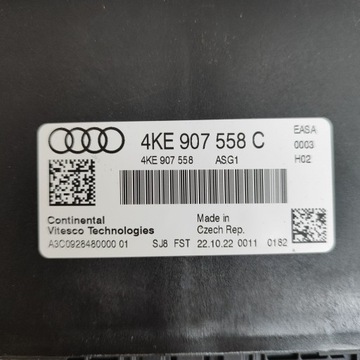 4KE 907 558 C
EASA
0003
4KE 907 558 ASG1
H02
Continental
Vitesco Technologies
Made in
Czech Rep.
A3C0928480000 01 SJ8 FST 22.10.22 0011 0182